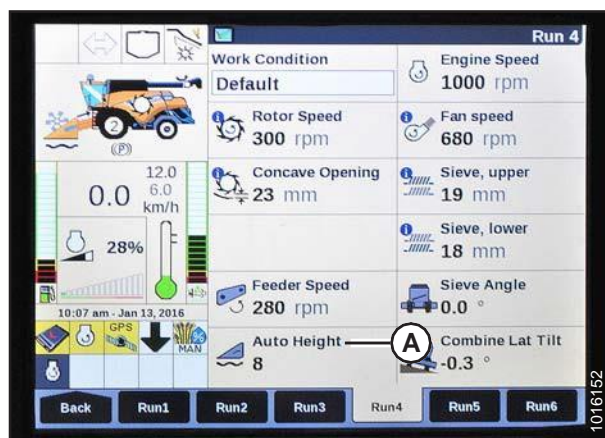 Run 4
Work Condition
Default
Engine Speed
1000 rpm
Rotor Speed
300 rpm
Fan speed
680 rpm
Concave Opening
23 mm
Sieve, upper
19 mm
Sieve, lower
18 mm
Feeder Speed
280 rpm
Sieve Angle
0.0 °
Auto Height
8
A
Combine Lat Tilt
-0.3 °
2
(P)
0.0
12.0
6.0
km/h
28%
10:07 am - Jan 13, 2016
GPS
MAN
Back
Run1
Run2
Run3
Run4
Run5
Run6
1016152